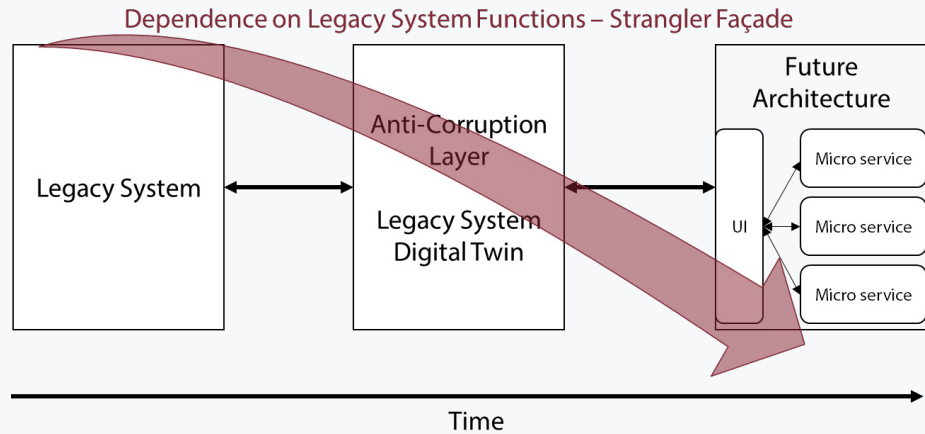 Dependence on Legacy System Functions – Strangler Façade
Legacy System
Anti-Corruption
Layer
Legacy System
Digital Twin
Future
Architecture
UI
Micro service
Micro service
Micro service
Time